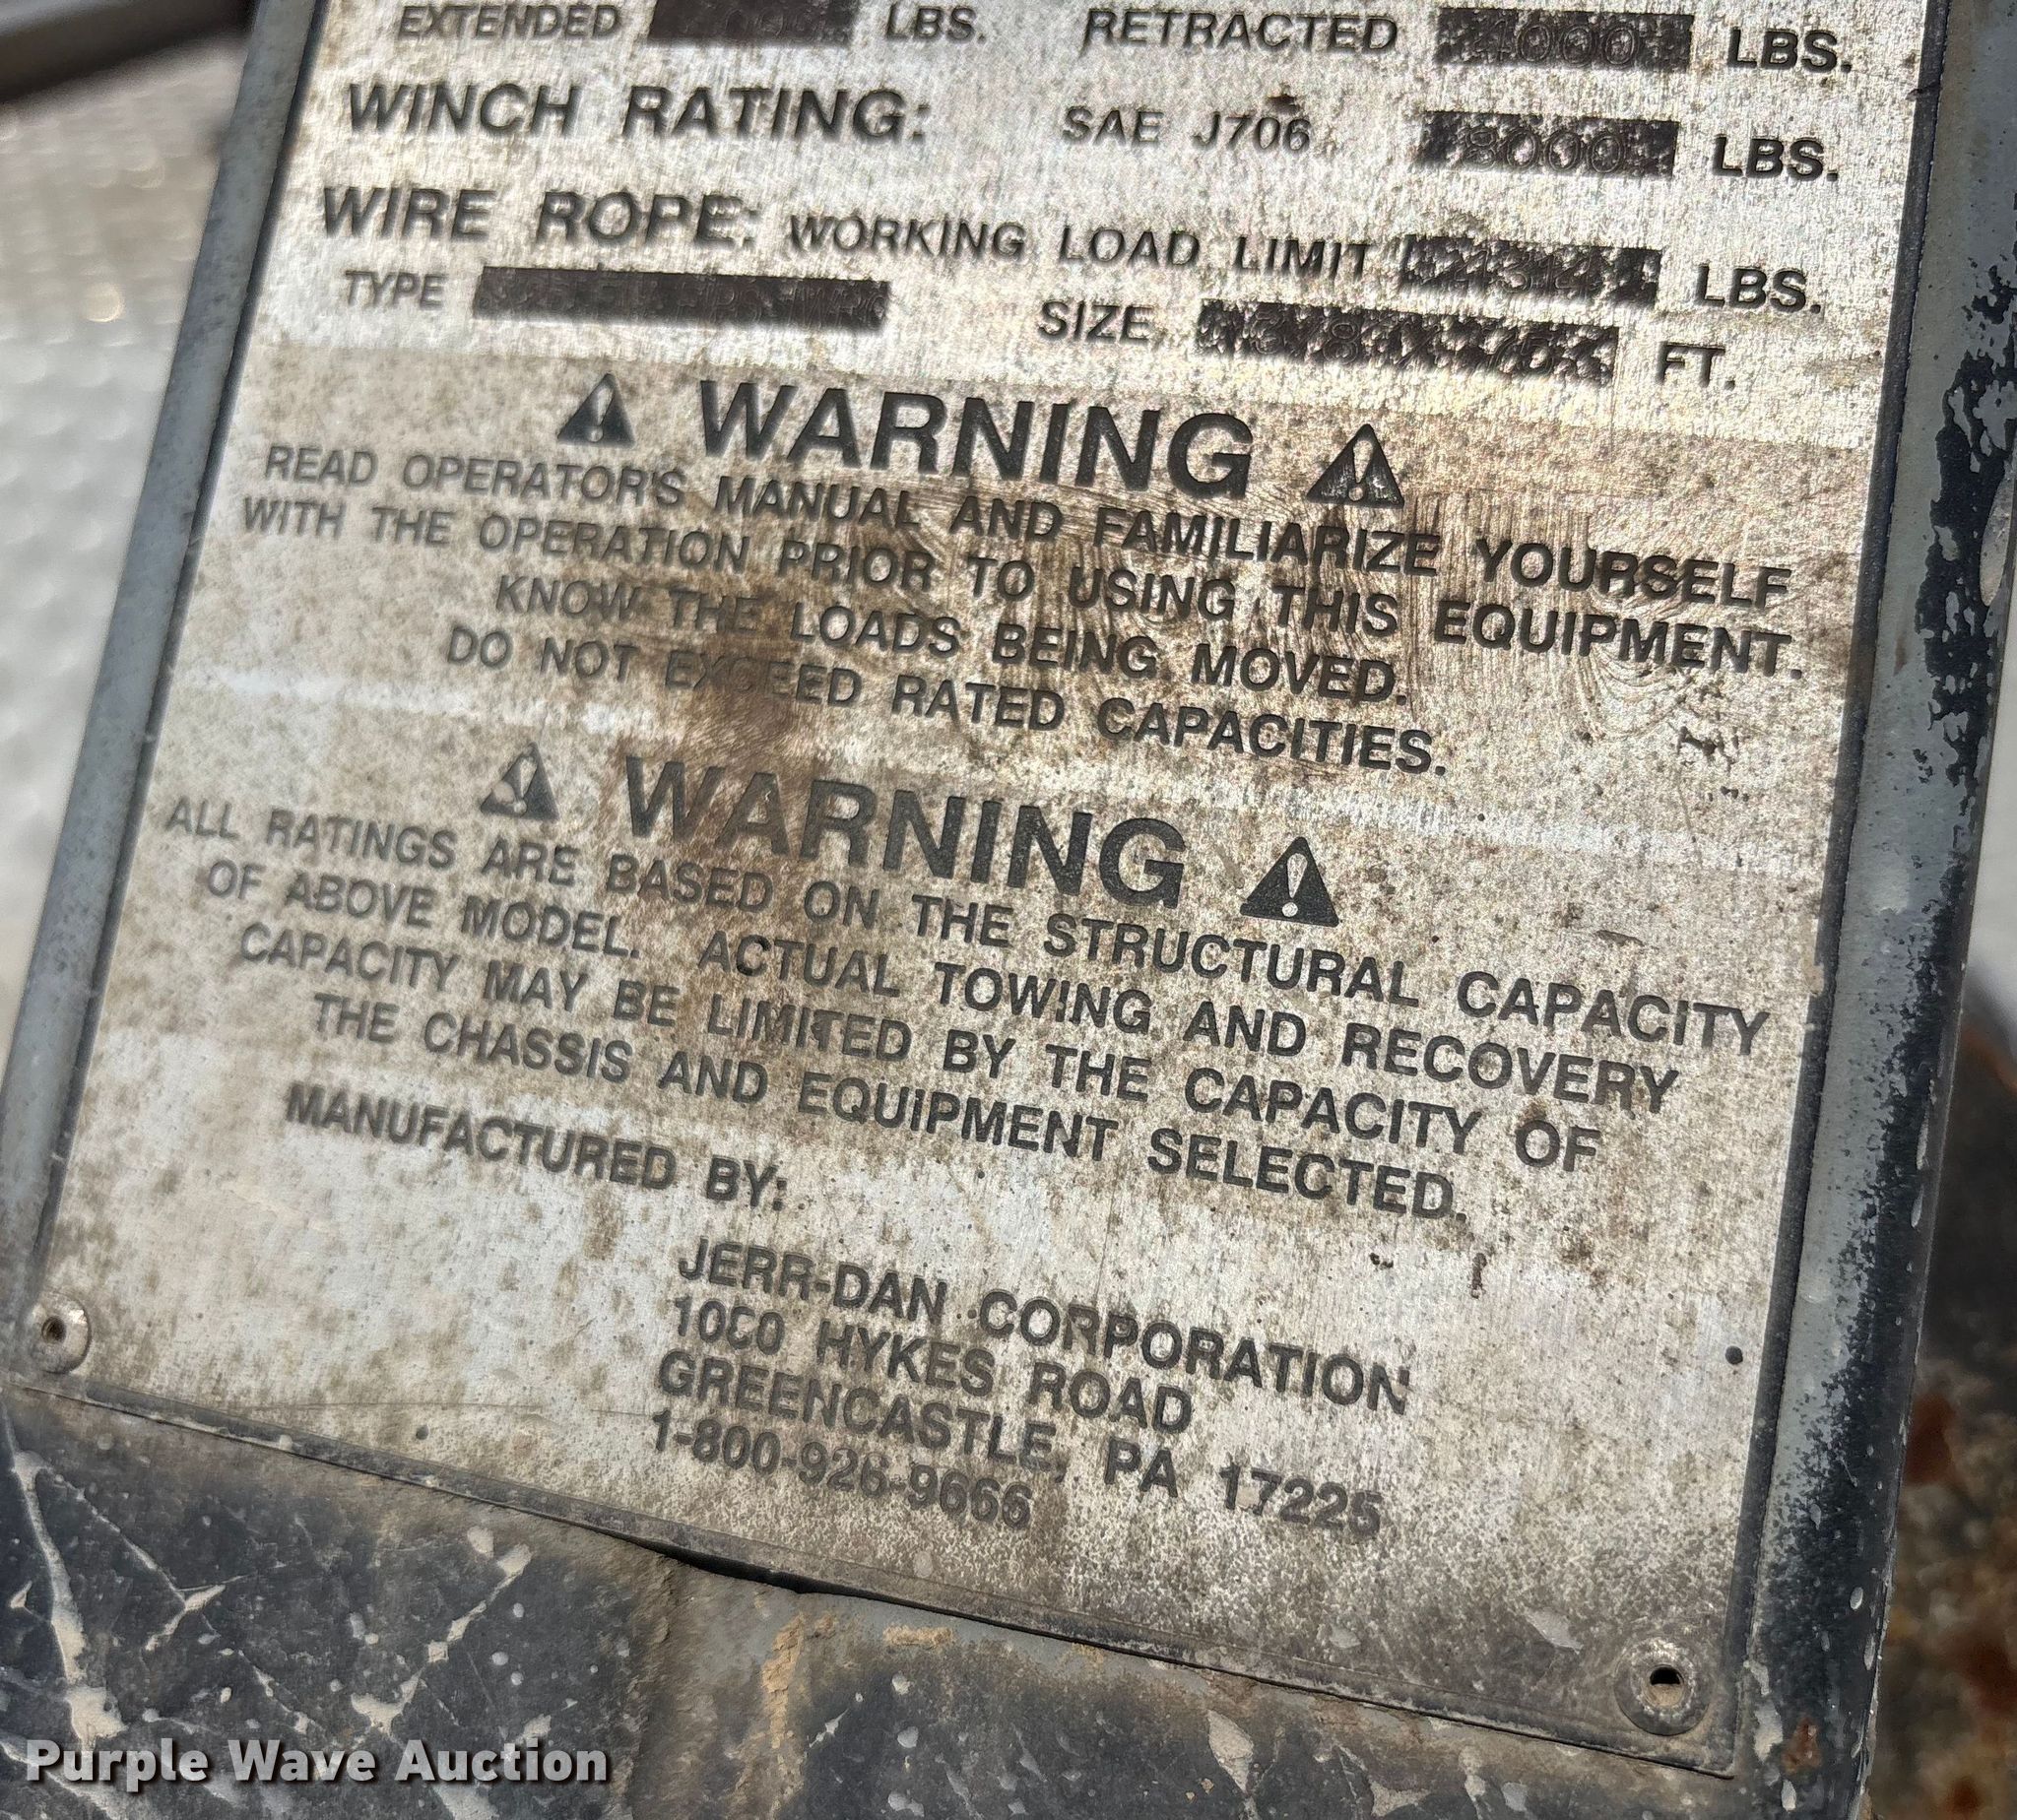 EXTENDED LBS. RETRACTED 4000 LBS.
WINCH RATING: SAE J706 8000 LBS.
WIRE ROPE: WORKING LOAD LIMIT LBS.
TYPE SIZE FT.
WARNING
READ OPERATOR'S MANUAL AND FAMILIARIZE YOURSELF
WITH THE OPERATION PRIOR TO USING THIS EQUIPMENT.
KNOW THE LOADS BEING MOVED.
DO NOT EXCEED RATED CAPACITIES.
WARNING
ALL RATINGS ARE BASED ON THE STRUCTURAL CAPACITY
OF ABOVE MODEL. ACTUAL TOWING AND RECOVERY
CAPACITY MAY BE LIMITED BY THE CAPACITY OF
THE CHASSIS AND EQUIPMENT SELECTED.
MANUFACTURED BY:
JERR-DAN CORPORATION
1080 HYKES ROAD
GREENCASTLE, PA 17225
1-800-926-9666
Purple Wave Auction